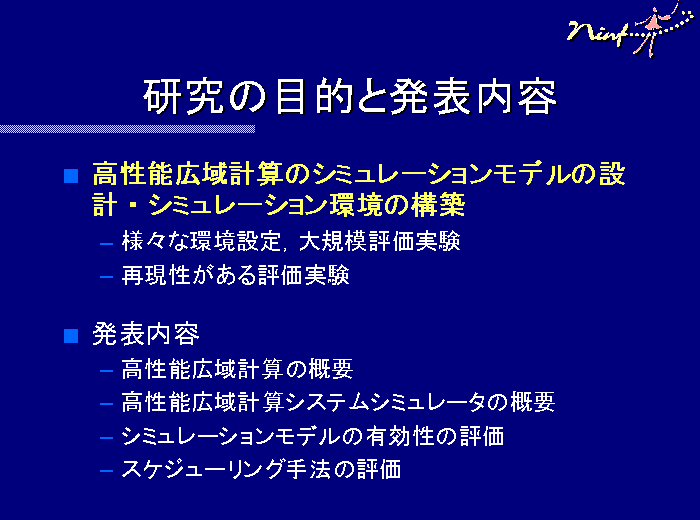 Ninf
研究の目的と発表内容
■ 高性能広域計算のシミュレーションモデルの設
計・シミュレーション環境の構築
– 様々な環境設定, 大規模評価実験
– 再現性がある評価実験
■ 発表内容
– 高性能広域計算の概要
– 高性能広域計算システムシミュレータの概要
– シミュレーションモデルの有効性の評価
– スケジューリング手法の評価